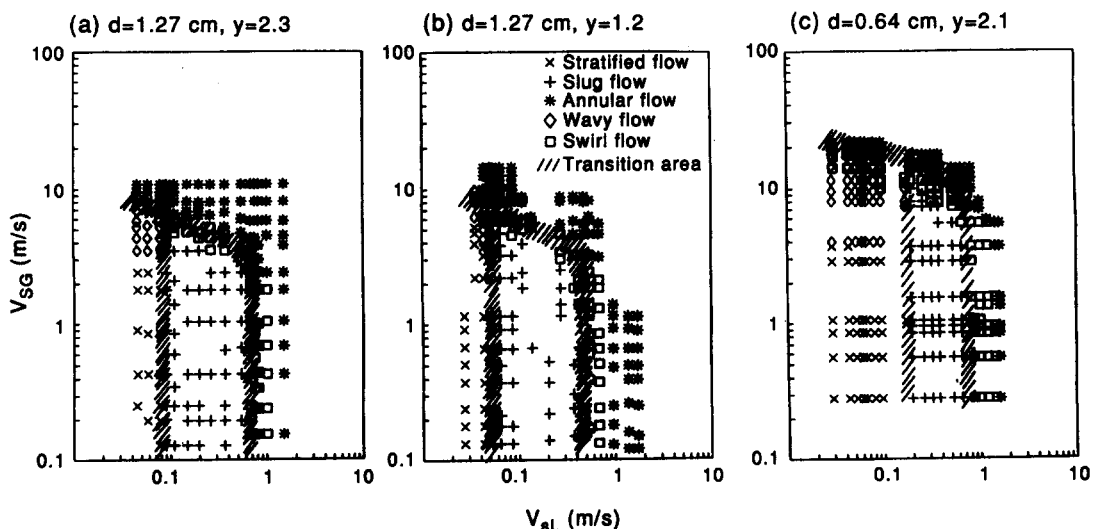 (a) d=1.27 cm, y=2.3
(b) d=1.27 cm, y=1.2
(c) d=0.64 cm, y=2.1
100
10
1
0.1
V_SG (m/s)
0.1
1
10
100
10
1
0.1
0.1
1
10
× Stratified flow
+ Slug flow
✱ Annular flow
◇ Wavy flow
□ Swirl flow
/// Transition area
100
10
1
0.1
0.1
1
10
V_sl (m/s)